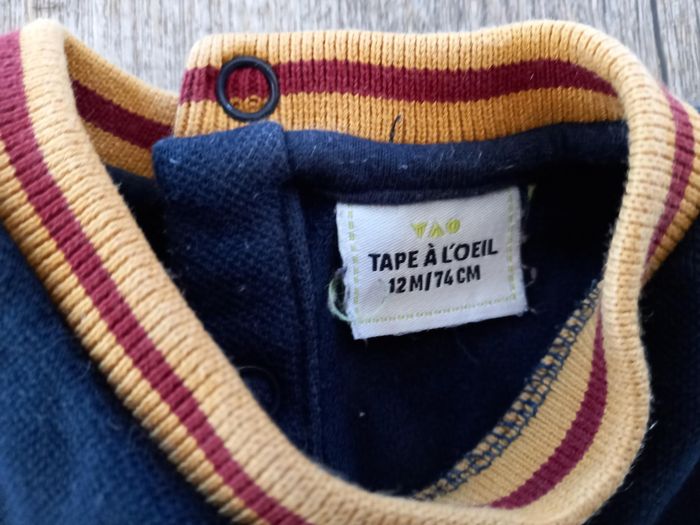 TAO
TAPE À L'OEIL
12M/74CM